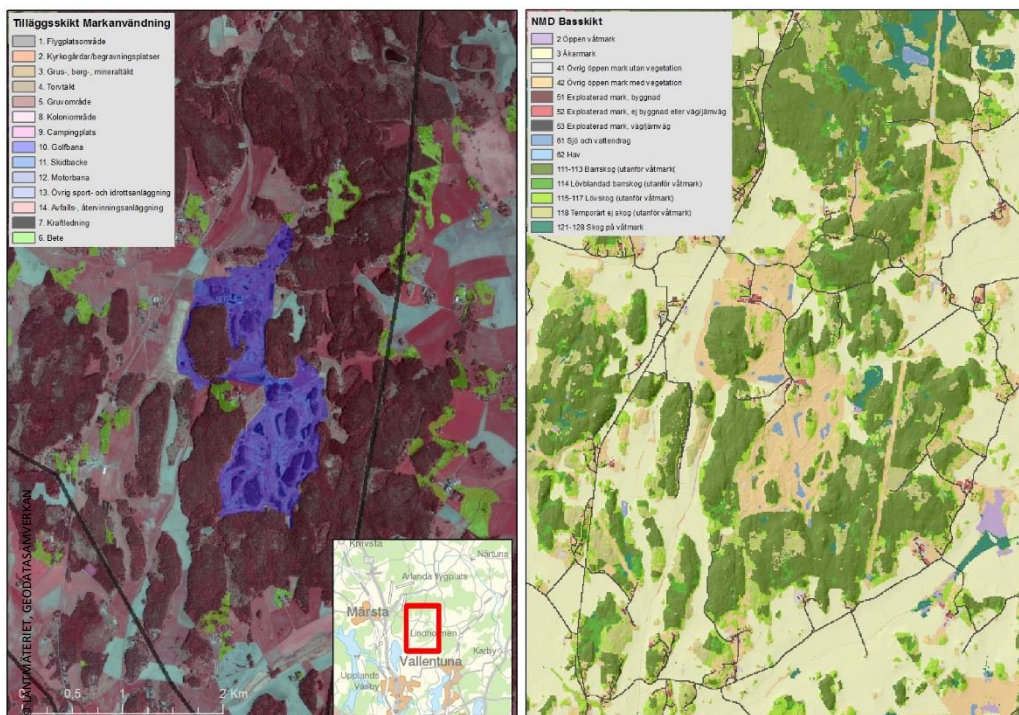 Tilläggsskikt Markanvändning
1. Flygplatsområde
2. Kyrkogårdar/begravningsplatser
3. Grus-, berg-, mineraltäkt
4. Torvtäkt
5. Gruvområde
8. Koloniområde
9. Campingplats
10. Golfbana
11. Skidbacke
12. Motorbana
13. Övrig sport- och idrottsanläggning
14. Avfalls-, återvinningsanläggning
7. Kraftledning
6. Bete
© LANTMÄTERIET, GEODATASAMVERKAN
0 0,5 1 2 Km
Knivsta
Närtuna
Arlanda flygplats
Märsta
Lindholmen
Karby
Vallentuna
Upplands
Väsby
NMD Basskikt
2 Öppen våtmark
3 Åkermark
41 Övrig öppen mark utan vegetation
42 Övrig öppen mark med vegetation
51 Exploaterad mark, byggnad
52 Exploaterad mark, ej byggnad eller väg/järnväg
53 Exploaterad mark, väg/järnväg
61 Sjö och vattendrag
62 Hav
111-113 Barrskog (utanför våtmark)
114 Lövblandad barrskog (utanför våtmark)
115-117 Lövskog (utanför våtmark)
118 Temporärt ej skog (utanför våtmark)
121-128 Skog på våtmark